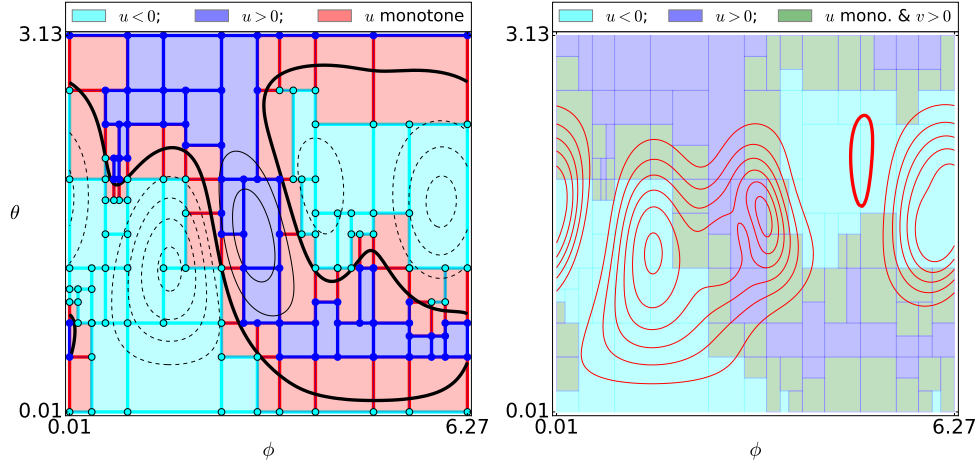 u < 0; u > 0; u monotone
3.13
θ
0.01
0.01 6.27
ϕ
u < 0; u > 0; u mono. & v > 0
3.13
0.01
0.01 6.27
ϕ